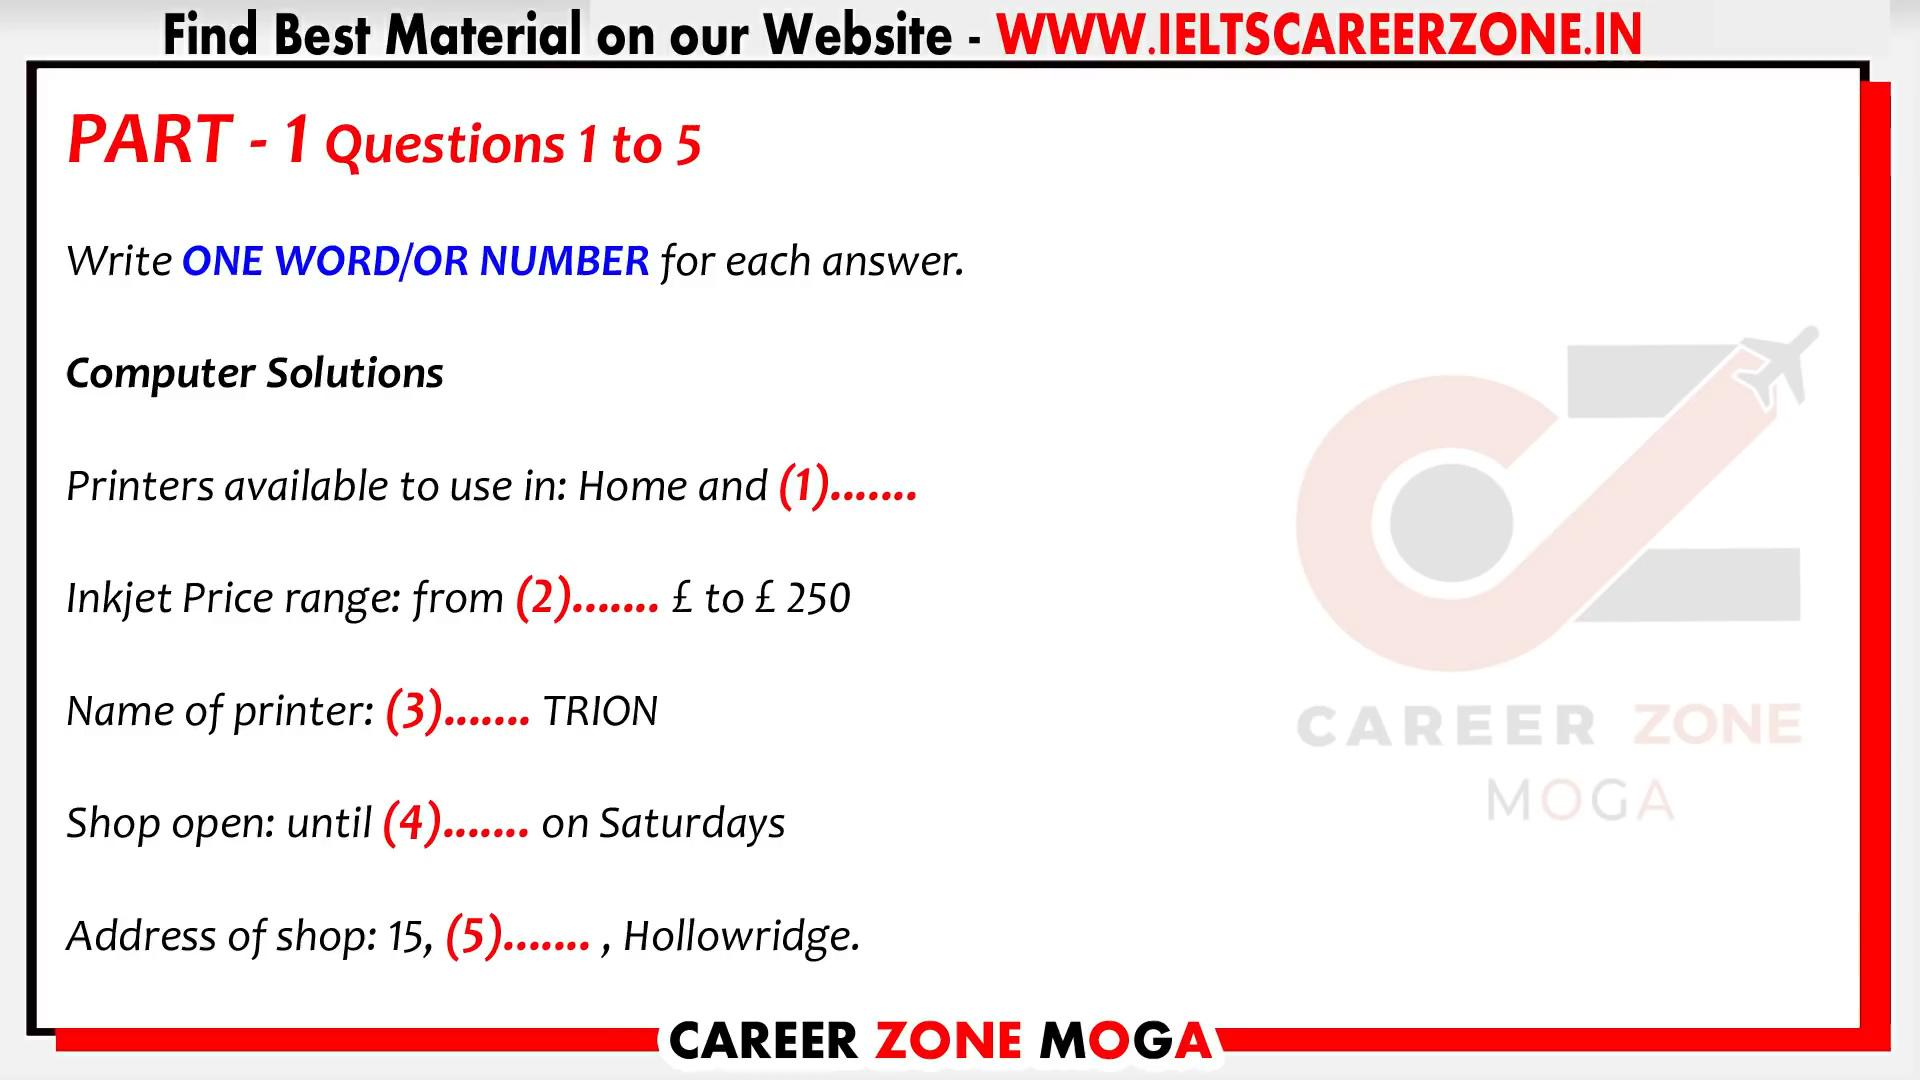 Find Best Material on our Website - WWW.IELTSCAREERZONE.IN
PART - 1 Questions 1 to 5
Write ONE WORD/OR NUMBER for each answer.
Computer Solutions
Printers available to use in: Home and (1).......
Inkjet Price range: from (2)....... £ to £ 250
Name of printer: (3)....... TRION
Shop open: until (4)....... on Saturdays
Address of shop: 15, (5)....... , Hollowridge.
CAREER ZONE
MOGA
CAREER ZONE MOGA